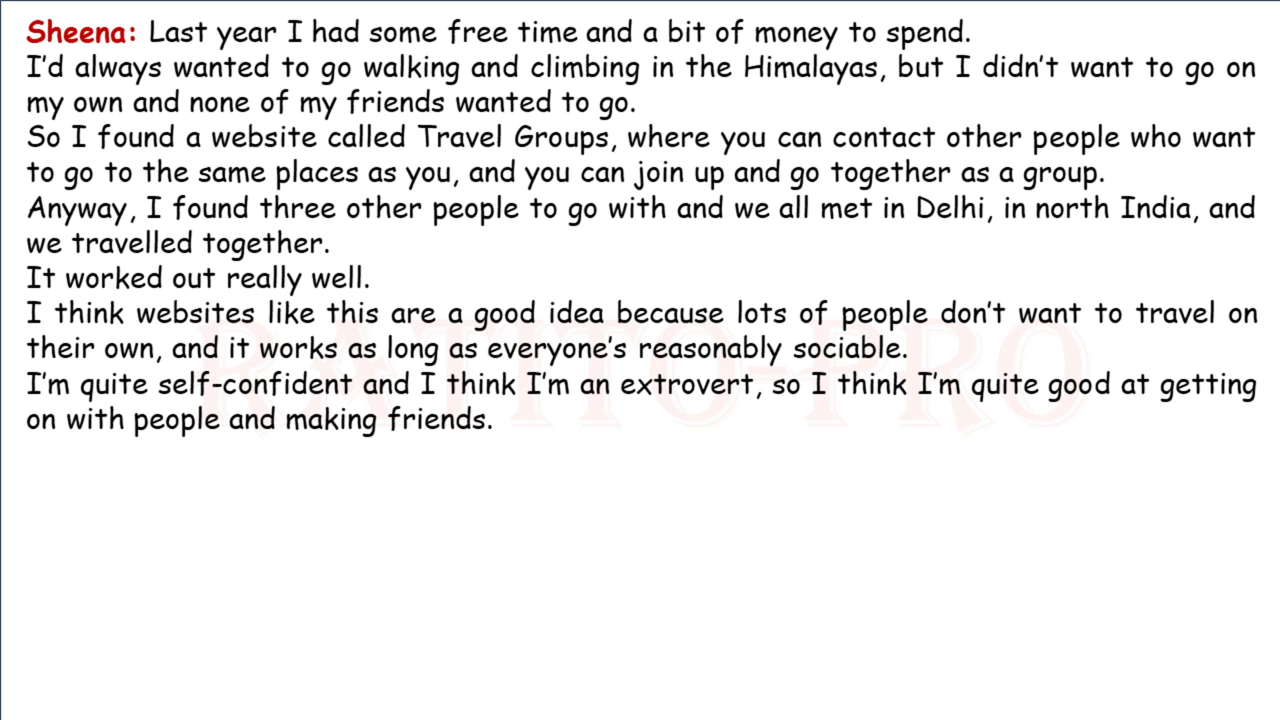 Sheena: Last year I had some free time and a bit of money to spend.
I'd always wanted to go walking and climbing in the Himalayas, but I didn't want to go on
my own and none of my friends wanted to go.
So I found a website called Travel Groups, where you can contact other people who want
to go to the same places as you, and you can join up and go together as a group.
Anyway, I found three other people to go with and we all met in Delhi, in north India, and
we travelled together.
It worked out really well.
I think websites like this are a good idea because lots of people don't want to travel on
their own, and it works as long as everyone's reasonably sociable.
I'm quite self-confident and I think I'm an extrovert, so I think I'm quite good at getting
on with people and making friends.
RATITO-PRO